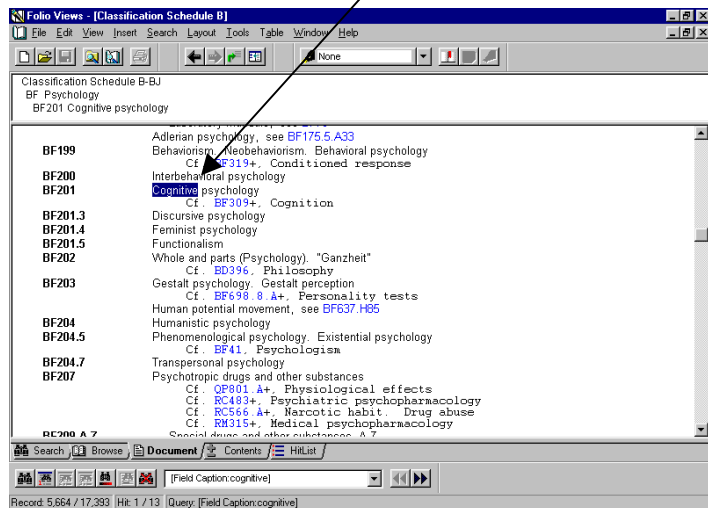 Folio Views - [Classification Schedule B]
File Edit View Insert Search Layout Tools Table Window Help
None
Classification Schedule B-BJ
BF Psychology
BF201 Cognitive psychology
Adlerian psychology, see BF175.5.A33
BF199 Behaviorism. Neobehaviorism. Behavioral psychology
Cf. BF319+, Conditioned response
BF200 Interbehavioral psychology
BF201 Cognitive psychology
Cf. BF309+, Cognition
BF201.3 Discursive psychology
BF201.4 Feminist psychology
BF201.5 Functionalism
BF202 Whole and parts (Psychology). "Ganzheit"
Cf. BD396, Philosophy
BF203 Gestalt psychology. Gestalt perception
Cf. BF698.8.A+, Personality tests
Human potential movement, see BF637.H85
BF204 Humanistic psychology
BF204.5 Phenomenological psychology. Existential psychology
Cf. BF41, Psychologism
BF204.7 Transpersonal psychology
BF207 Psychotropic drugs and other substances
Cf. QP801.A+, Physiological effects
Cf. RC483+, Psychiatric psychopharmacology
Cf. RC566.A+, Narcotic habit. Drug abuse
Cf. RM315+, Medical psychopharmacology
BF209.A-Z Special drugs and other substances, A-Z
Search Browse Document Contents HitList
[Field Caption:cognitive]
Record: 5,664 / 17,393 Hit: 1 / 13 Query: [Field Caption:cognitive]